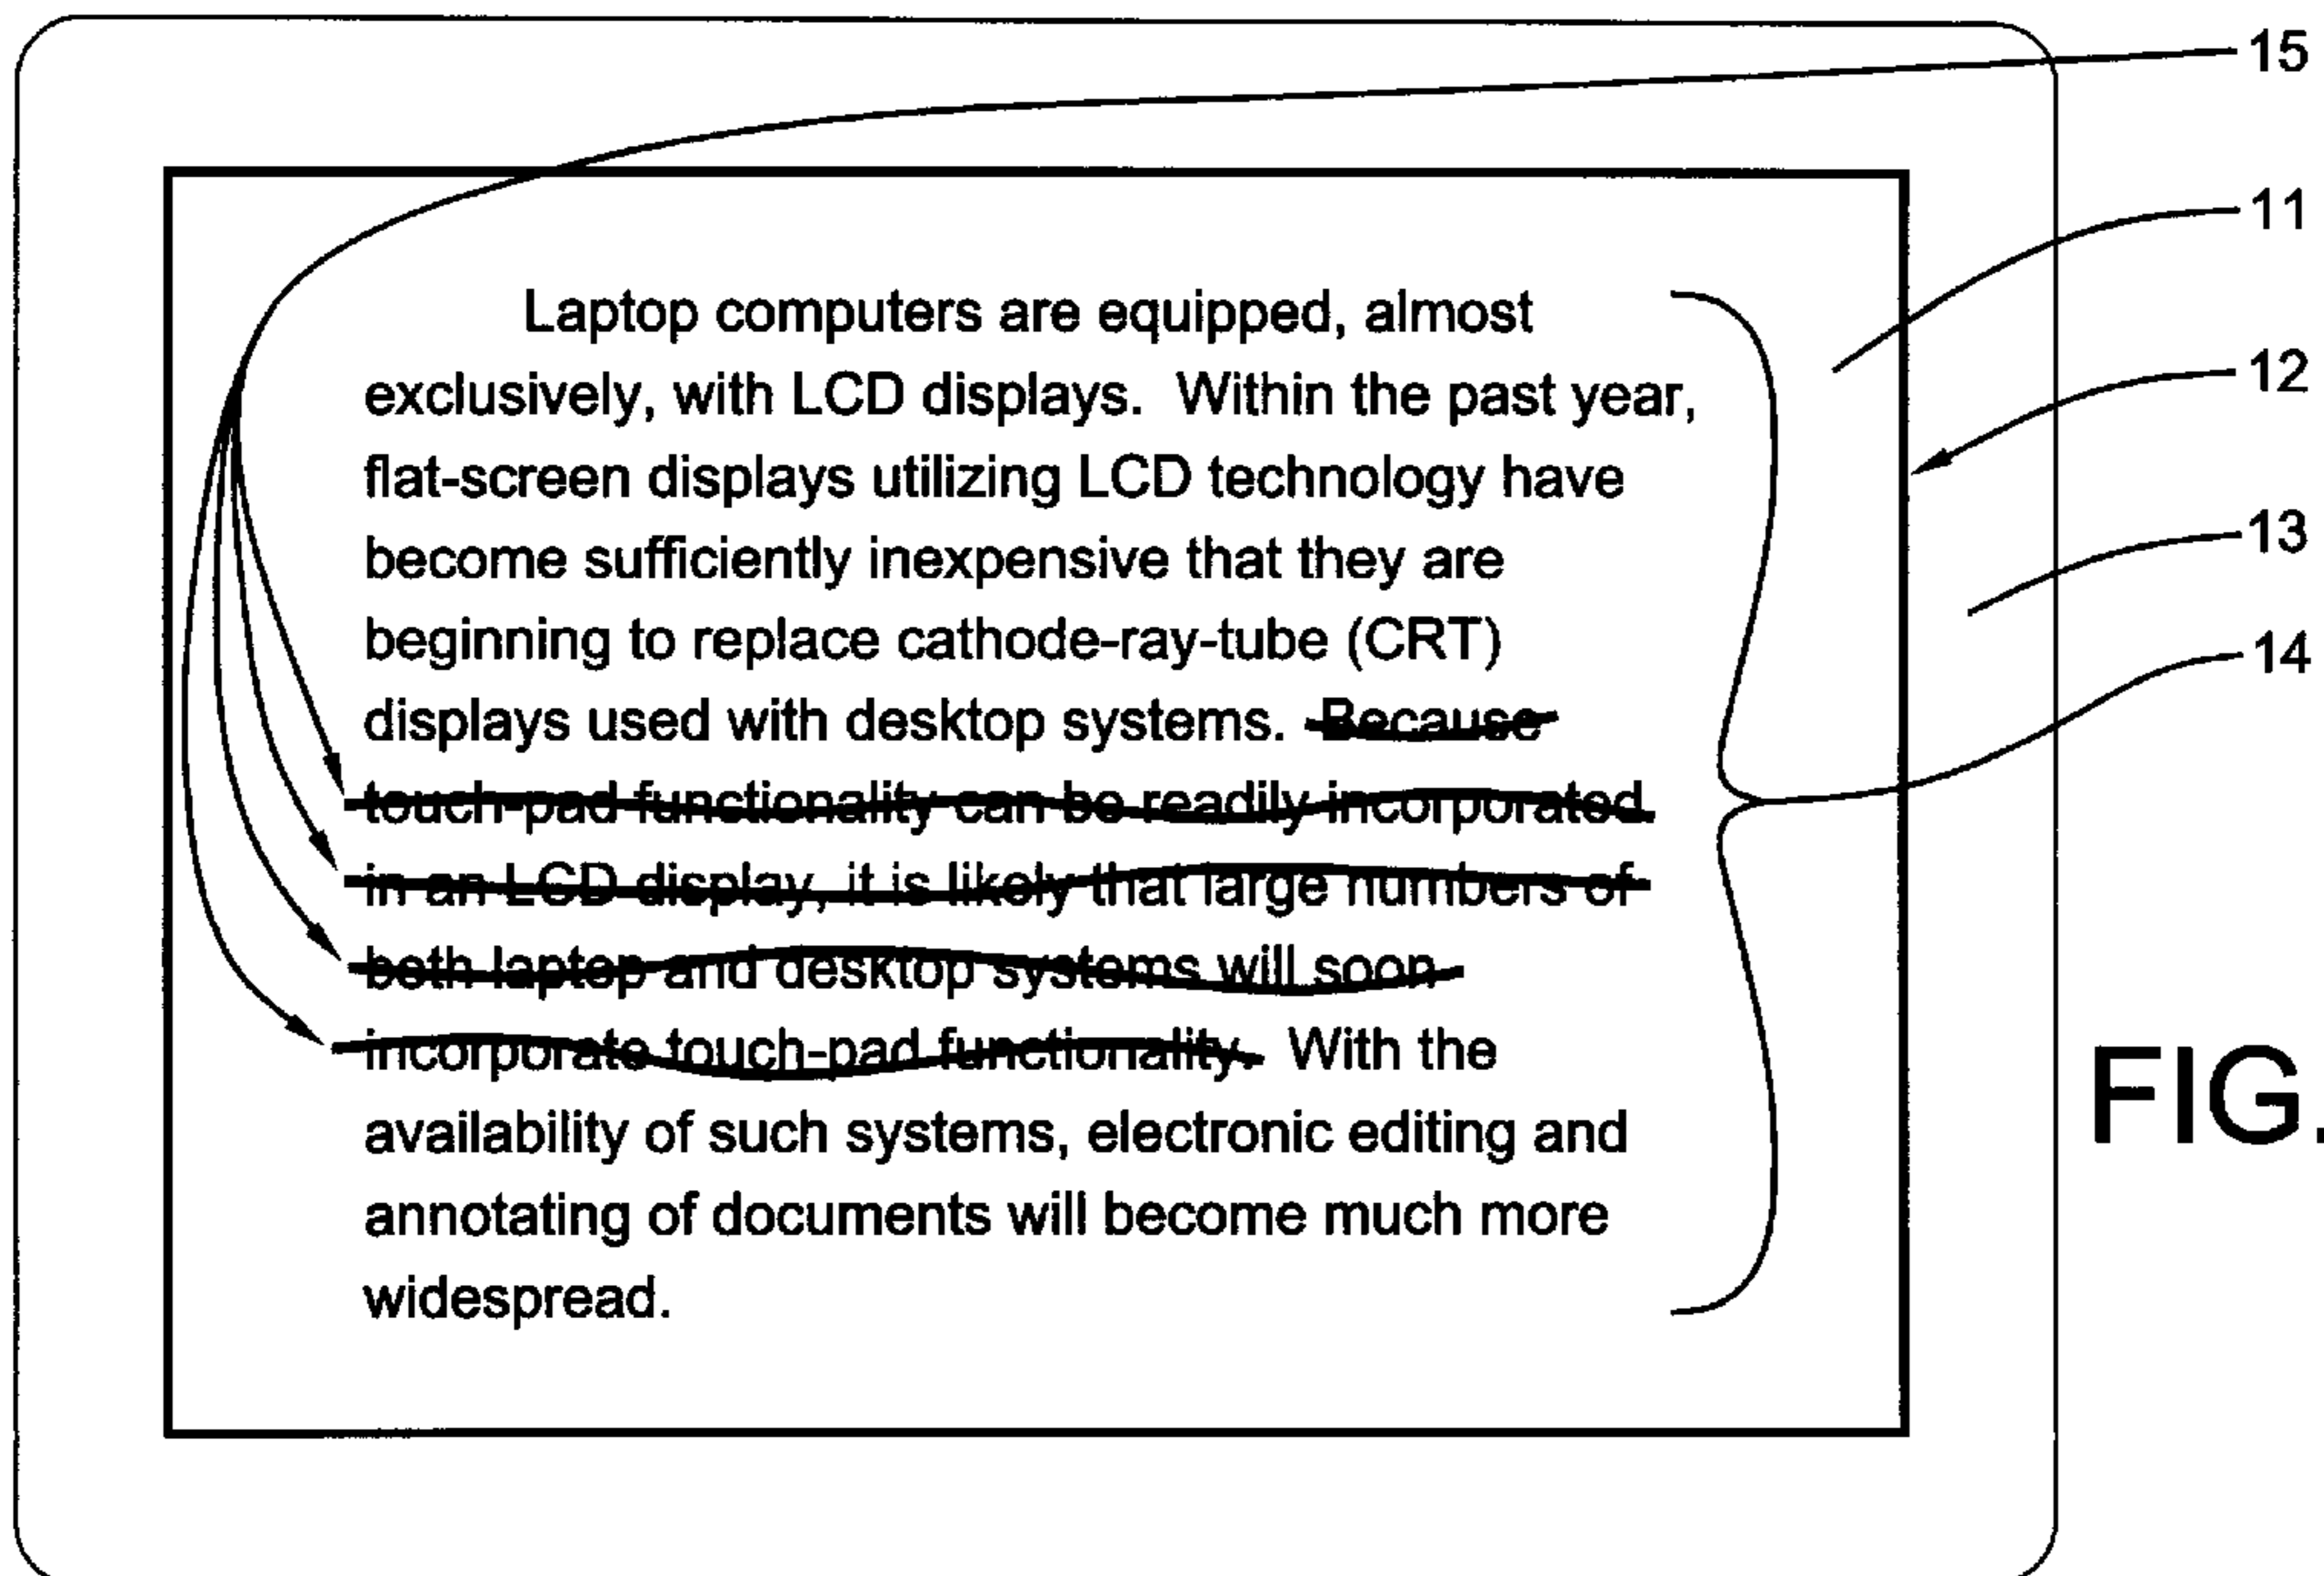 15
11
12
13
14
Laptop computers are equipped, almost
exclusively, with LCD displays. Within the past year,
flat-screen displays utilizing LCD technology have
become sufficiently inexpensive that they are
beginning to replace cathode-ray-tube (CRT)
displays used with desktop systems. Because
touch-pad functionality can be readily incorporated
in an LCD display, it is likely that large numbers of
both laptop and desktop systems will soon
incorporate touch-pad functionality. With the
availability of such systems, electronic editing and
annotating of documents will become much more
widespread.
FIG.